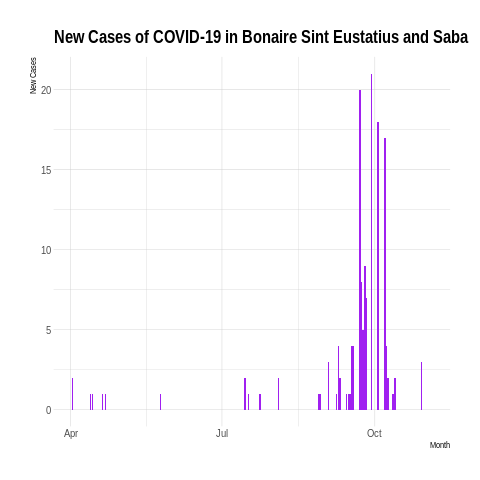 New Cases of COVID-19 in Bonaire Sint Eustatius and Saba
New Cases
20
15
10
5
0
Apr
Jul
Oct
Month